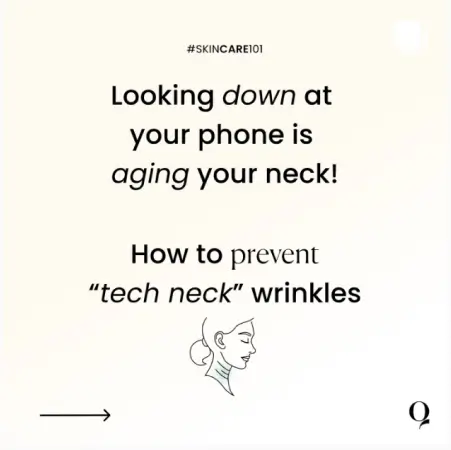 #SKINCARE101
Looking down at
your phone is
aging your neck!
How to prevent
“tech neck” wrinkles
Q